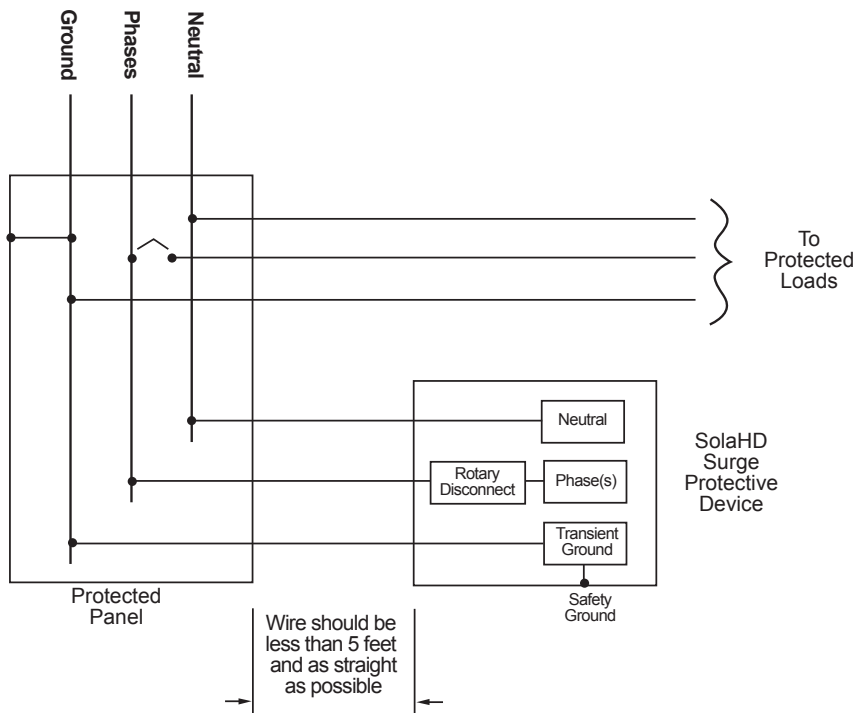 Ground
Phases
Neutral
To
Protected
Loads
Neutral
Rotary
Disconnect
Phase(s)
Transient
Ground
Safety
Ground
SolaHD
Surge
Protective
Device
Protected
Panel
Wire should be
less than 5 feet
and as straight
as possible